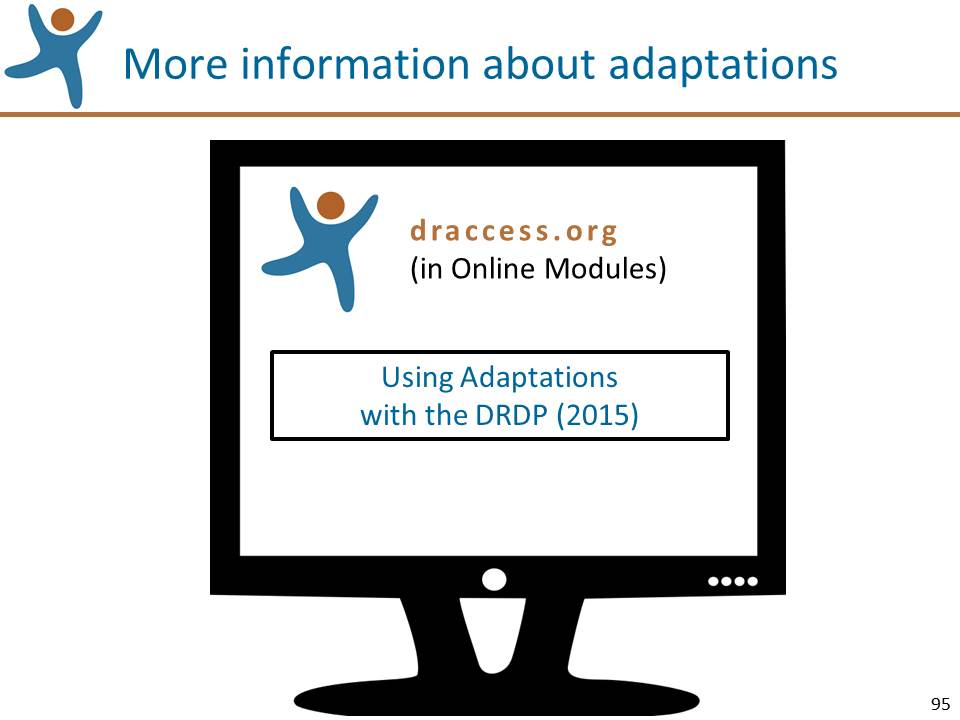 More information about adaptations
draccess.org
(in Online Modules)
Using Adaptations
with the DRDP (2015)
95